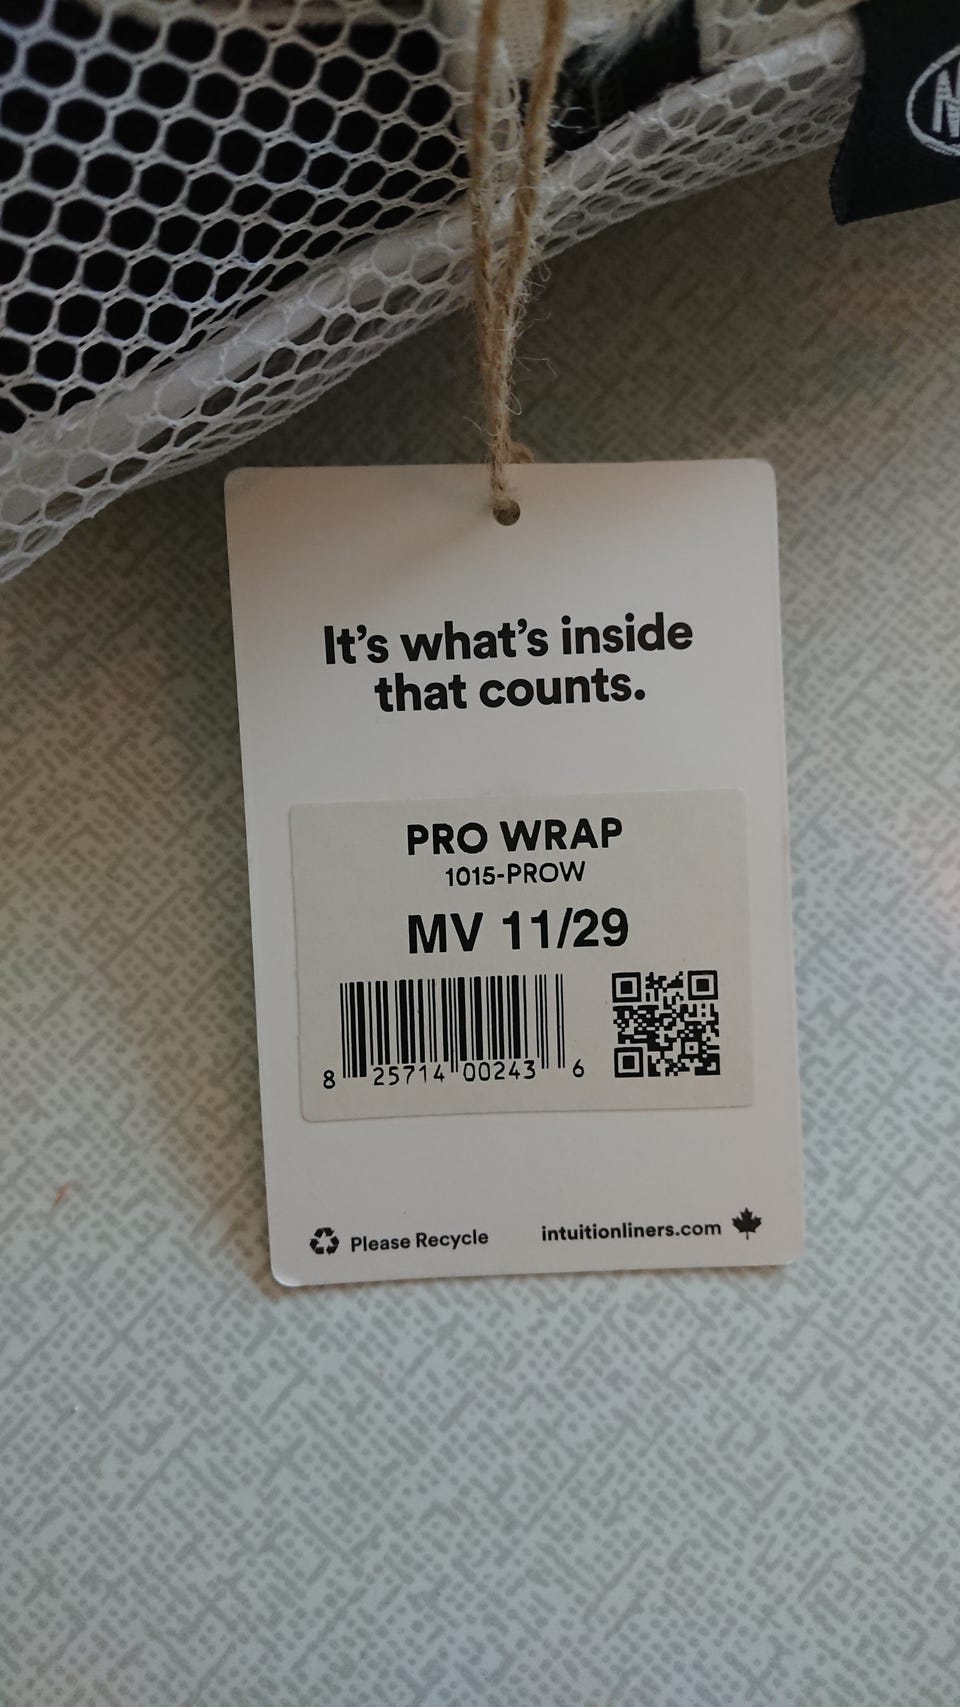 It's what's inside
that counts.
PRO WRAP
1015-PROW
MV 11/29
8 25714 00243 6
Please Recycle
intuitionliners.com